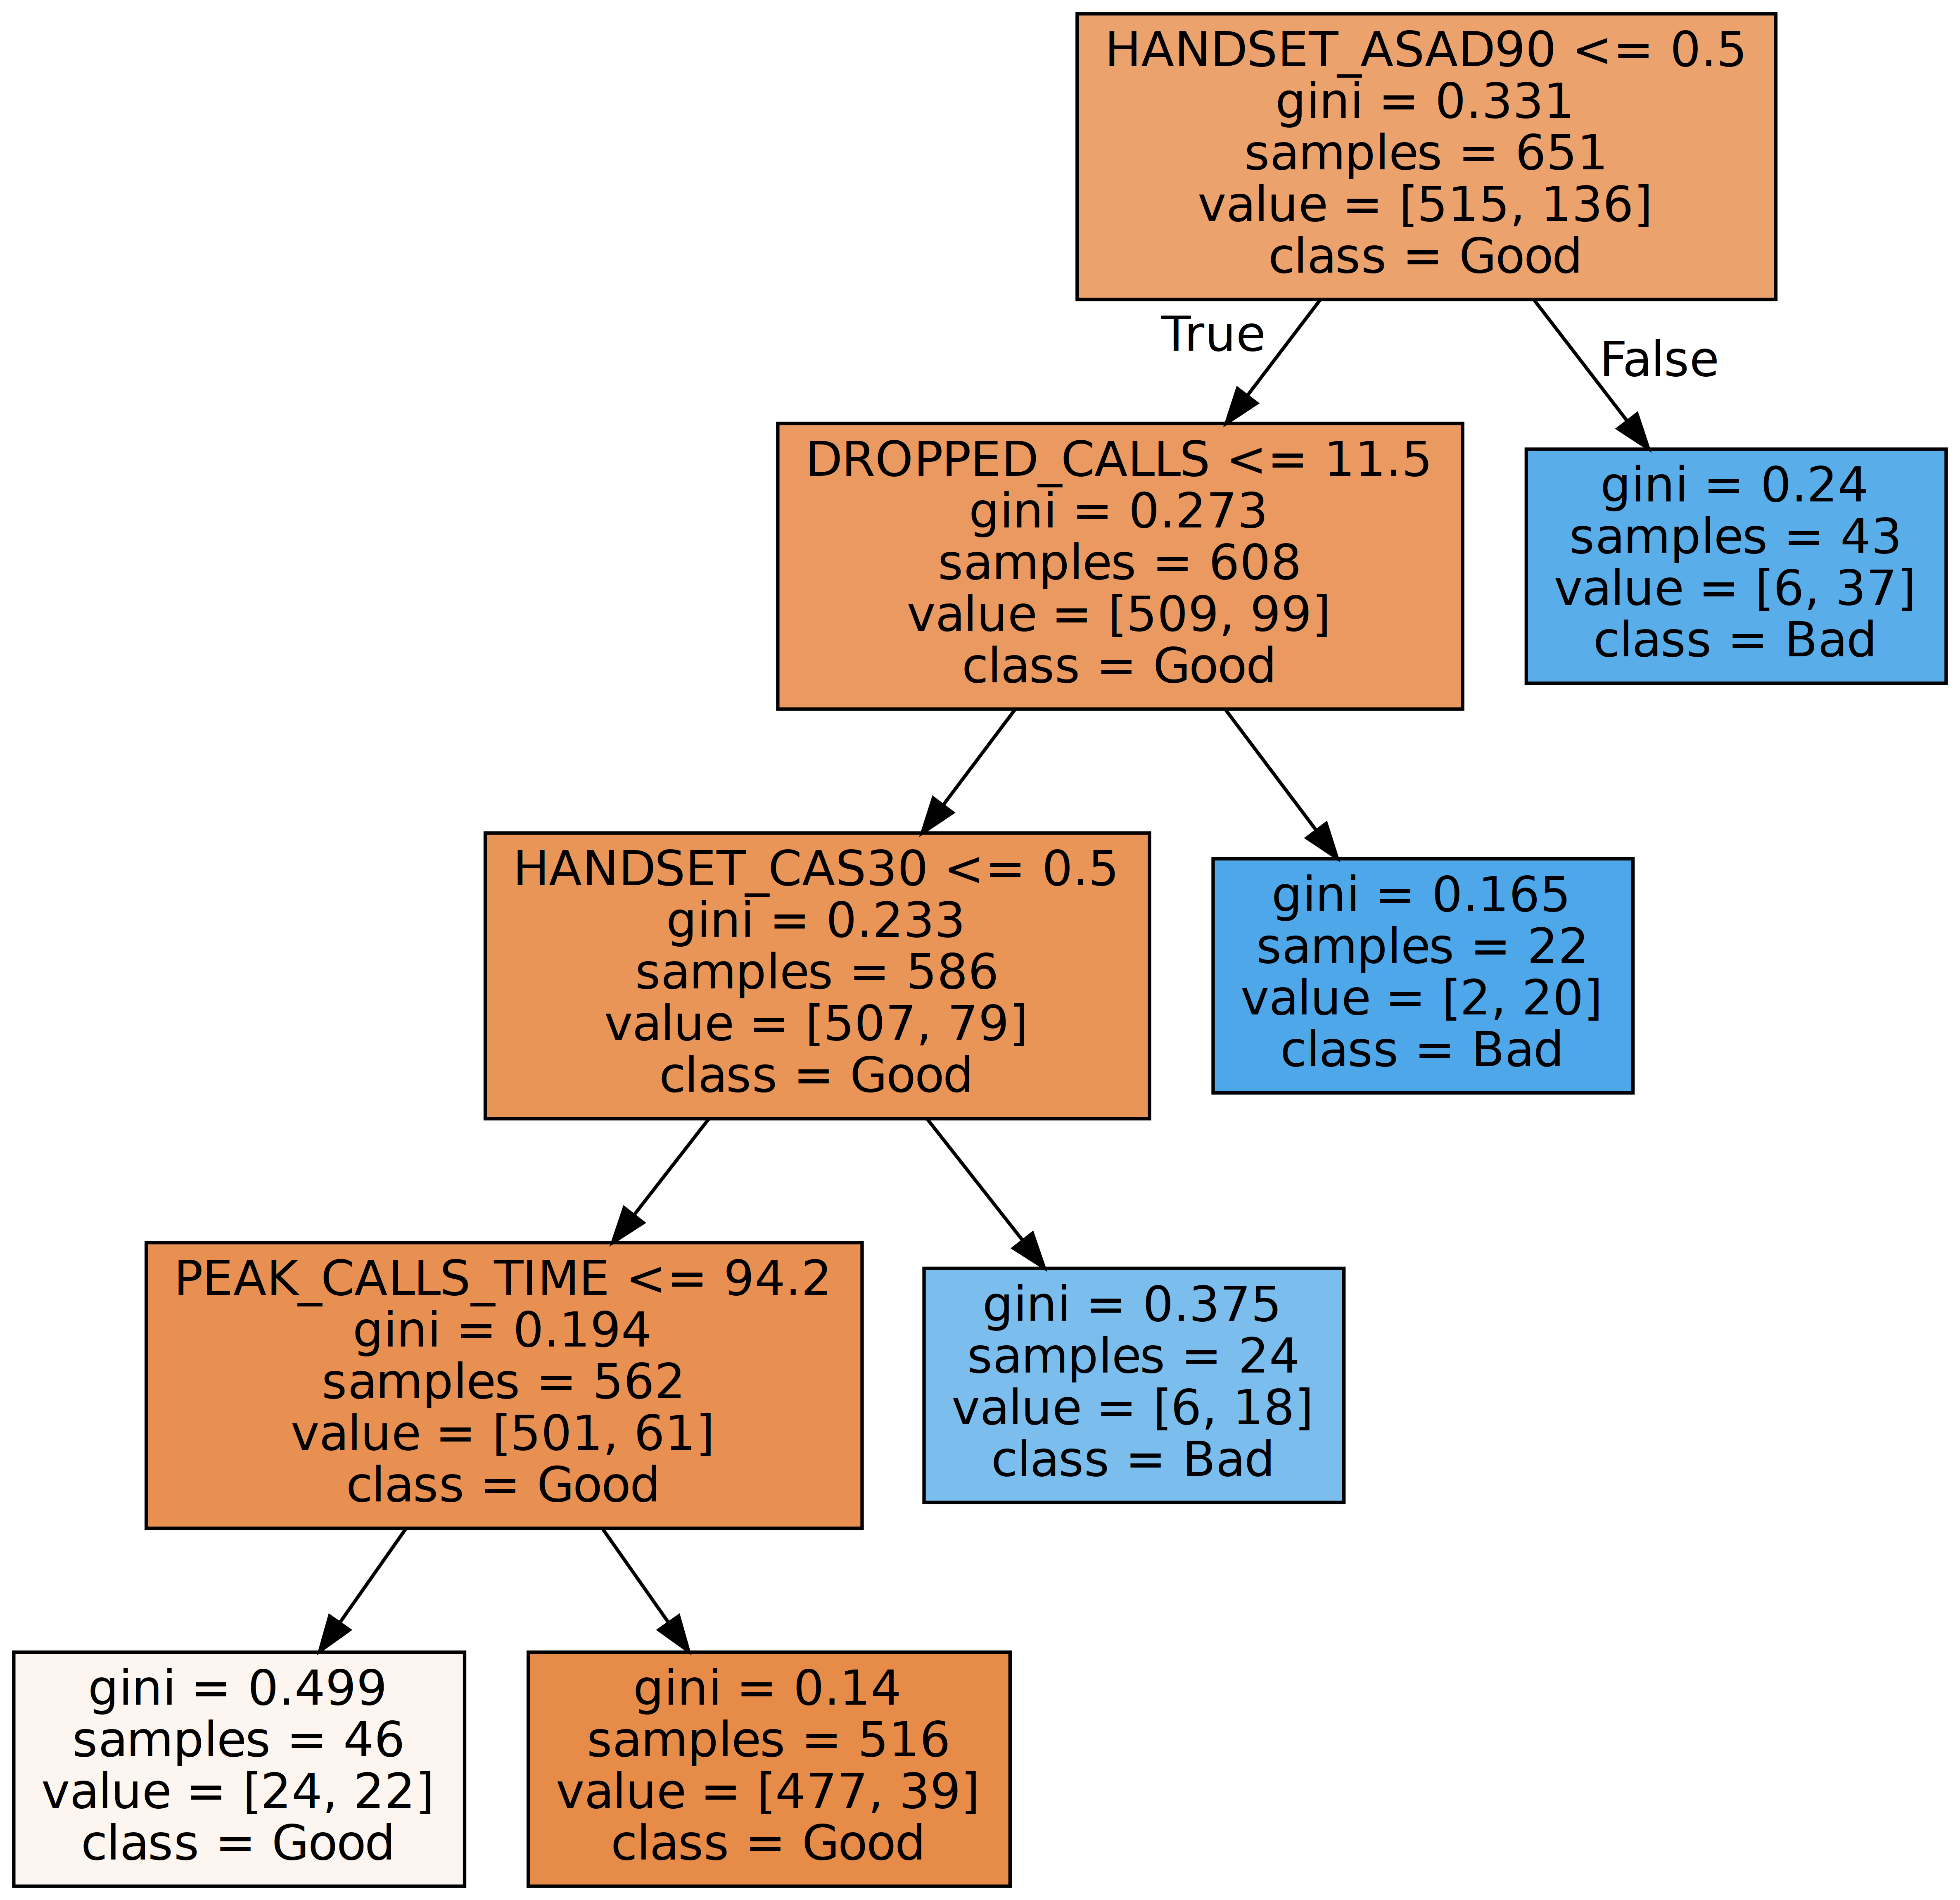 HANDSET_ASAD90 <= 0.5
gini = 0.331
samples = 651
value = [515, 136]
class = Good
True
False
DROPPED_CALLS <= 11.5
gini = 0.273
samples = 608
value = [509, 99]
class = Good
gini = 0.24
samples = 43
value = [6, 37]
class = Bad
HANDSET_CAS30 <= 0.5
gini = 0.233
samples = 586
value = [507, 79]
class = Good
gini = 0.165
samples = 22
value = [2, 20]
class = Bad
PEAK_CALLS_TIME <= 94.2
gini = 0.194
samples = 562
value = [501, 61]
class = Good
gini = 0.375
samples = 24
value = [6, 18]
class = Bad
gini = 0.499
samples = 46
value = [24, 22]
class = Good
gini = 0.14
samples = 516
value = [477, 39]
class = Good